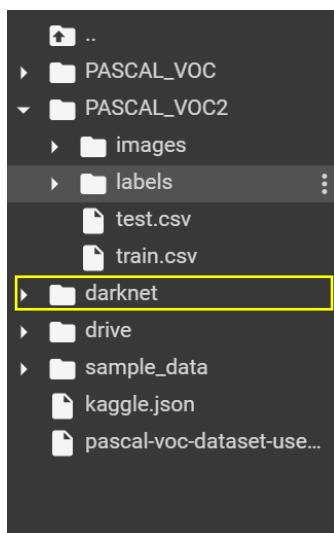 ..
PASCAL_VOC
PASCAL_VOC2
images
labels
test.csv
train.csv
darknet
drive
sample_data
kaggle.json
pascal-voc-dataset-use...